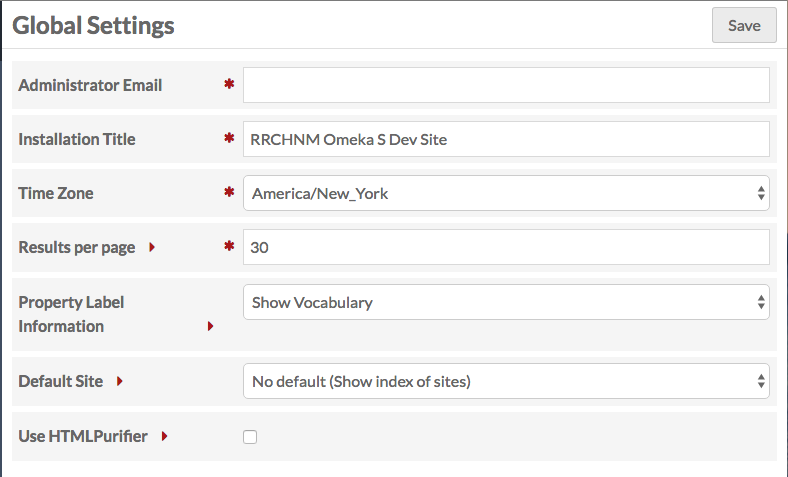 Global Settings
Save
Administrator Email
Installation Title
RRCHNM Omeka S Dev Site
Time Zone
America/New_York
Results per page
30
Property Label
Information
Show Vocabulary
Default Site
No default (Show index of sites)
Use HTMLPurifier